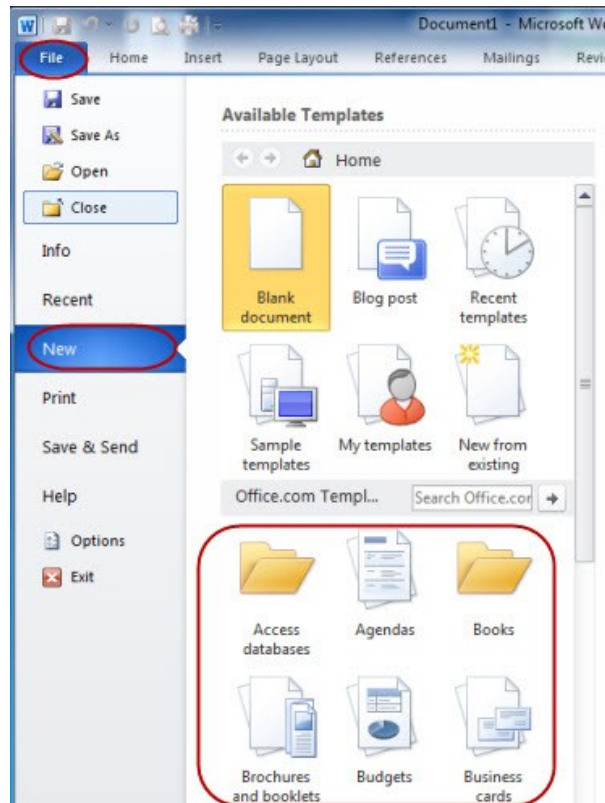 W
Document1 - Microsoft Wo
File Home Insert Page Layout References Mailings Revi
Save
Save As
Open
Close
Info
Recent
New
Print
Save & Send
Help
Options
Exit
Available Templates
Home
Blank
document
Blog post
Recent
templates
Sample
templates
My templates
New from
existing
Office.com Templ...
Search Office.cor
Access
databases
Agendas
Books
Brochures
and booklets
Budgets
Business
cards